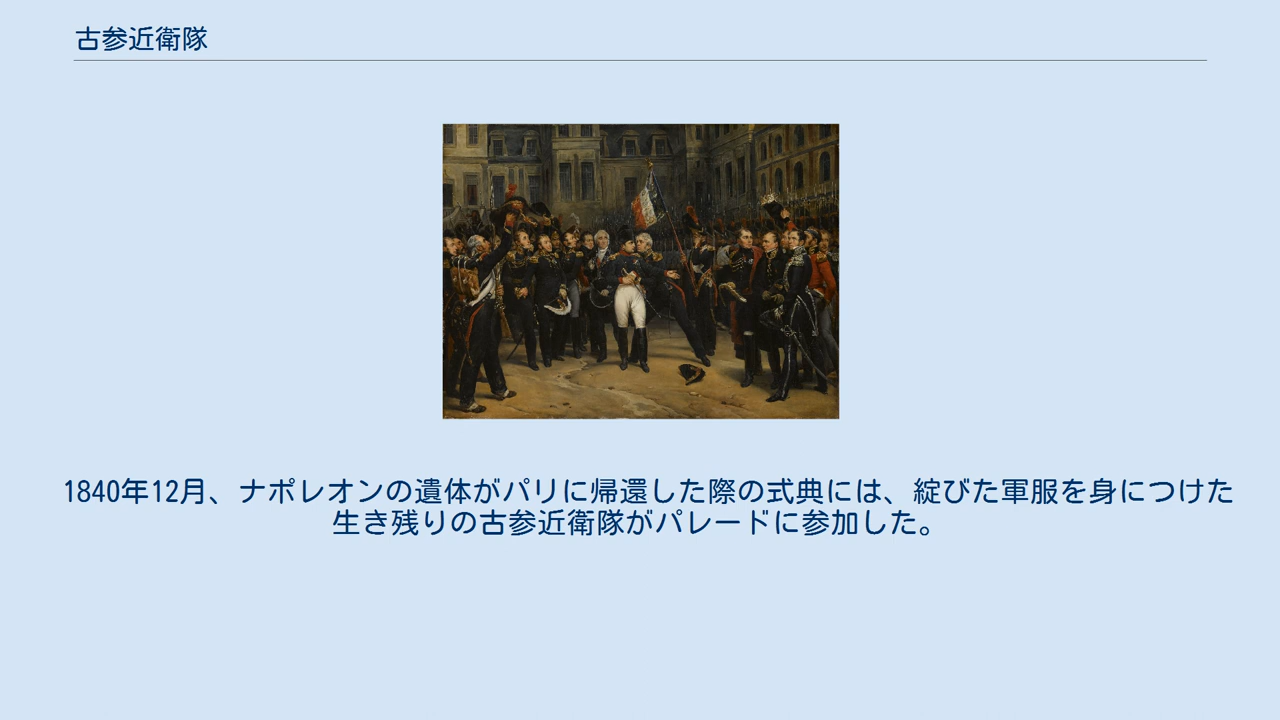 古参近衛隊
1840年12月、ナポレオンの遺体がパリに帰還した際の式典には、綻びた軍服を身につけた
生き残りの古参近衛隊がパレードに参加した。